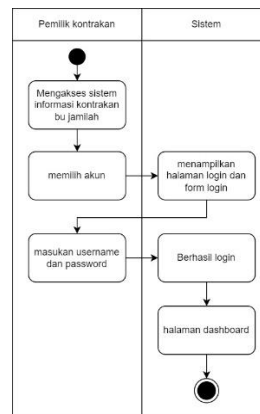 Pemilik kontrakan
Sistem
Mengakses sistem
informasi kontrakan
bu jamilah
memilih akun
menampilkan
halaman login dan
form login
masukan username
dan password
Berhasil login
halaman dashboard